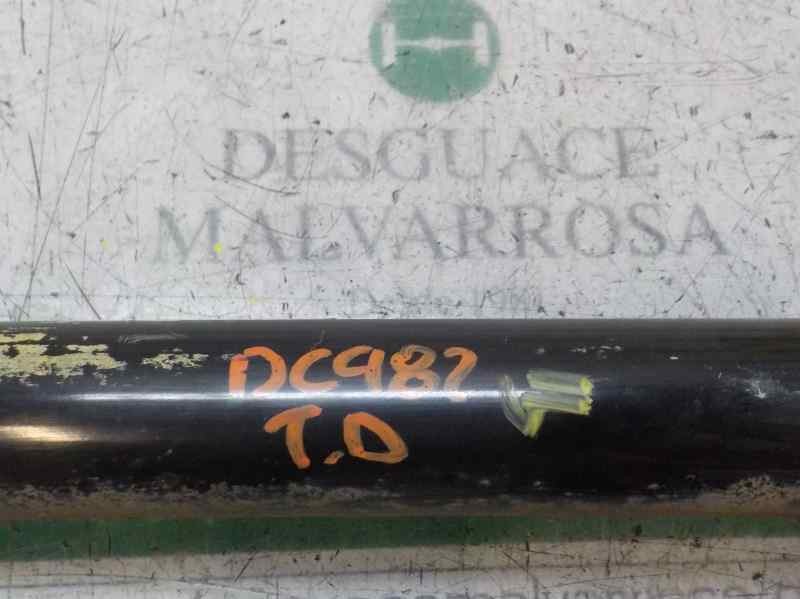 DESGUACE
MALVARROSA
DC982
T.D